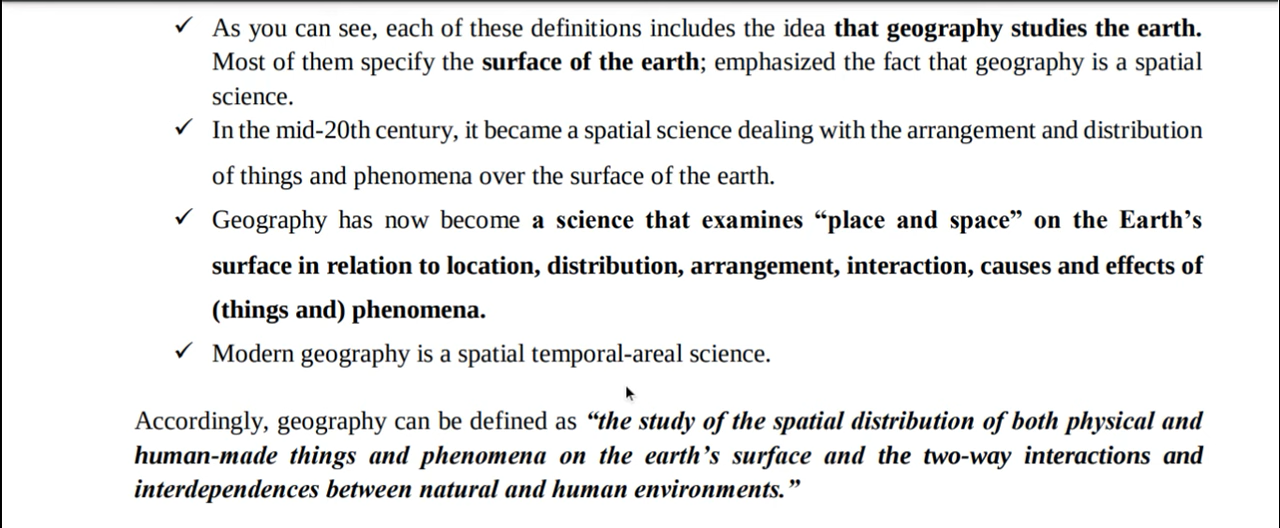 ✓ As you can see, each of these definitions includes the idea that geography studies the earth.
Most of them specify the surface of the earth; emphasized the fact that geography is a spatial
science.
✓ In the mid-20th century, it became a spatial science dealing with the arrangement and distribution
of things and phenomena over the surface of the earth.
✓ Geography has now become a science that examines “place and space” on the Earth’s
surface in relation to location, distribution, arrangement, interaction, causes and effects of
(things and) phenomena.
✓ Modern geography is a spatial temporal-areal science.
Accordingly, geography can be defined as “the study of the spatial distribution of both physical and
human-made things and phenomena on the earth’s surface and the two-way interactions and
interdependences between natural and human environments.”